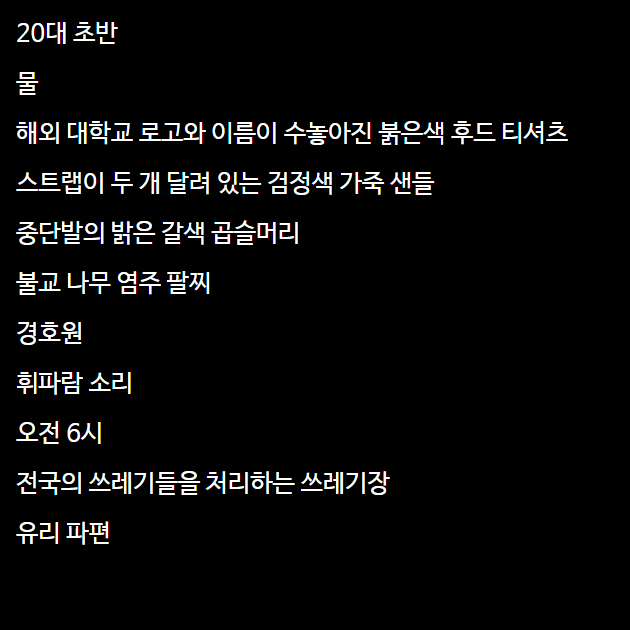 20대 초반
물
해외 대학교 로고와 이름이 수놓아진 붉은색 후드 티셔츠
스트랩이 두 개 달려 있는 검정색 가죽 샌들
중단발의 밝은 갈색 곱슬머리
불교 나무 염주 팔찌
경호원
휘파람 소리
오전 6시
전국의 쓰레기들을 처리하는 쓰레기장
유리 파편